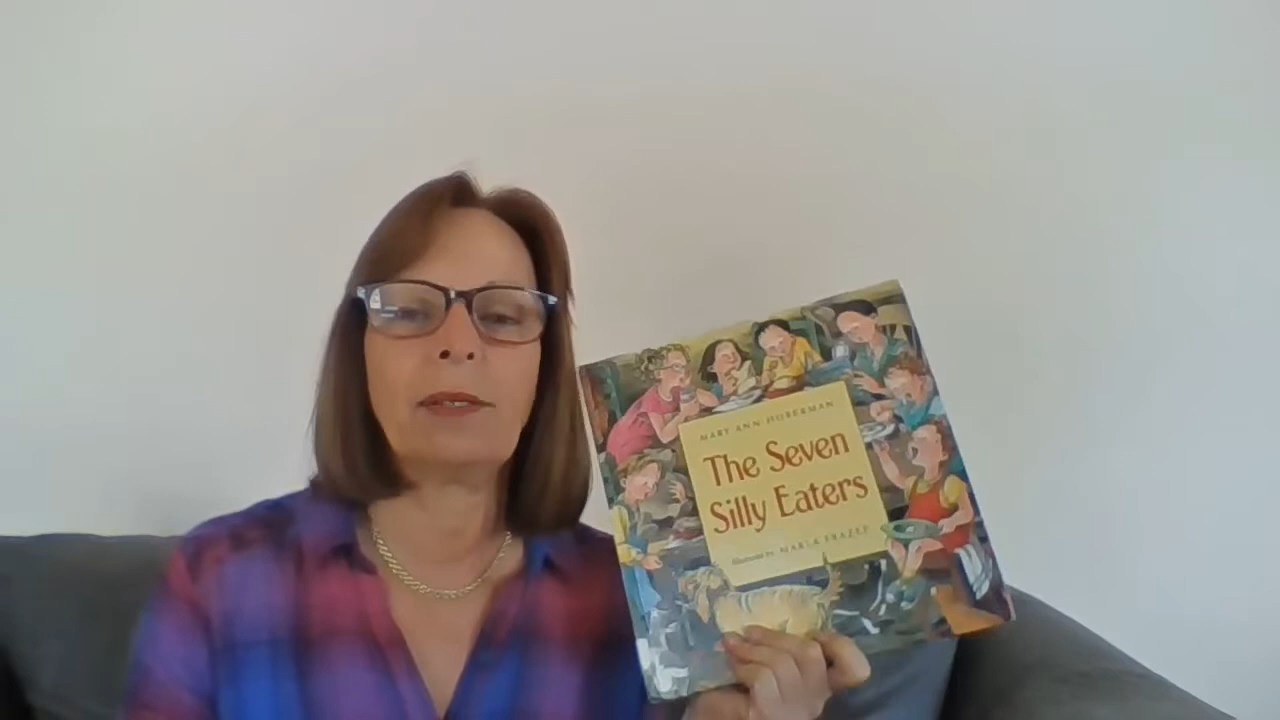 MARY ANN HOBERMAN
The Seven
Silly Eaters
Illustrated by MARLA FRAZEE